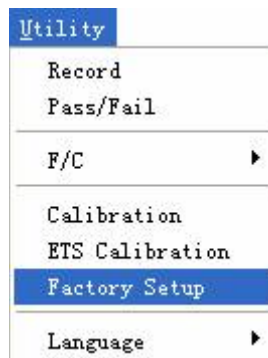 Utility
Record
Pass/Fail
F/C
Calibration
ETS Calibration
Factory Setup
Language